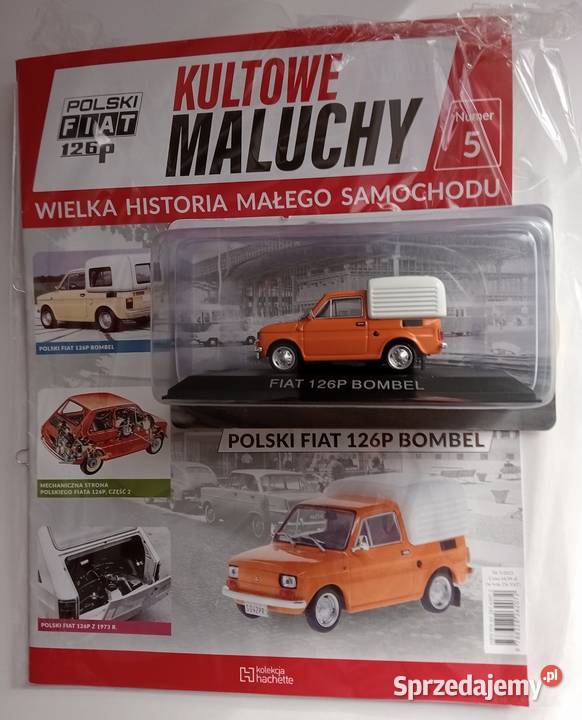 POLSKI
FIAT
126p
KULTOWE
MALUCHY
Numer
5
WIELKA HISTORIA MAŁEGO SAMOCHODU
POLSKI FIAT 126P BOMBEL
FIAT 126P BOMBEL
POLSKI FIAT 126P BOMBEL
MECHANICZNA STRONA
POLSKIEGO FIATA 126P, CZĘŚĆ 2
POLSKI FIAT 126P Z 1973 R.
kolekcja
hachette
Sprzedajemy.pl